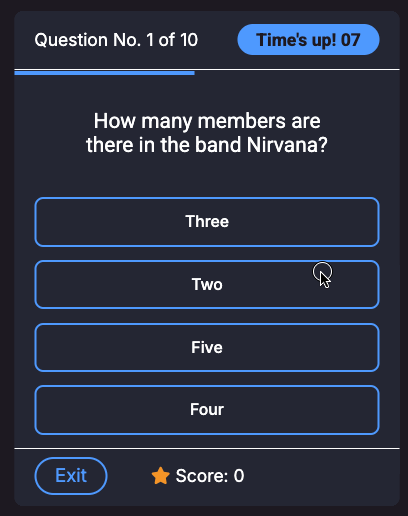 Question No. 1 of 10
Time's up! 07
How many members are
there in the band Nirvana?
Three
Two
Five
Four
Exit
Score: 0